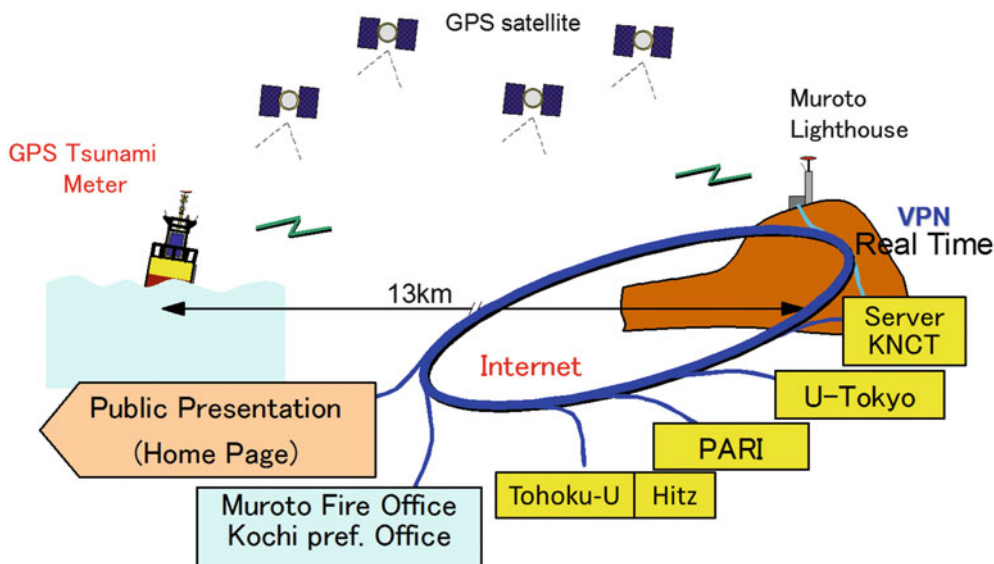 GPS satellite
Muroto
Lighthouse
GPS Tsunami
Meter
VPN
Real Time
13km
Server
KNCT
Internet
U-Tokyo
Public Presentation
(Home Page)
PARI
Tohoku-U
Hitz
Muroto Fire Office
Kochi pref. Office